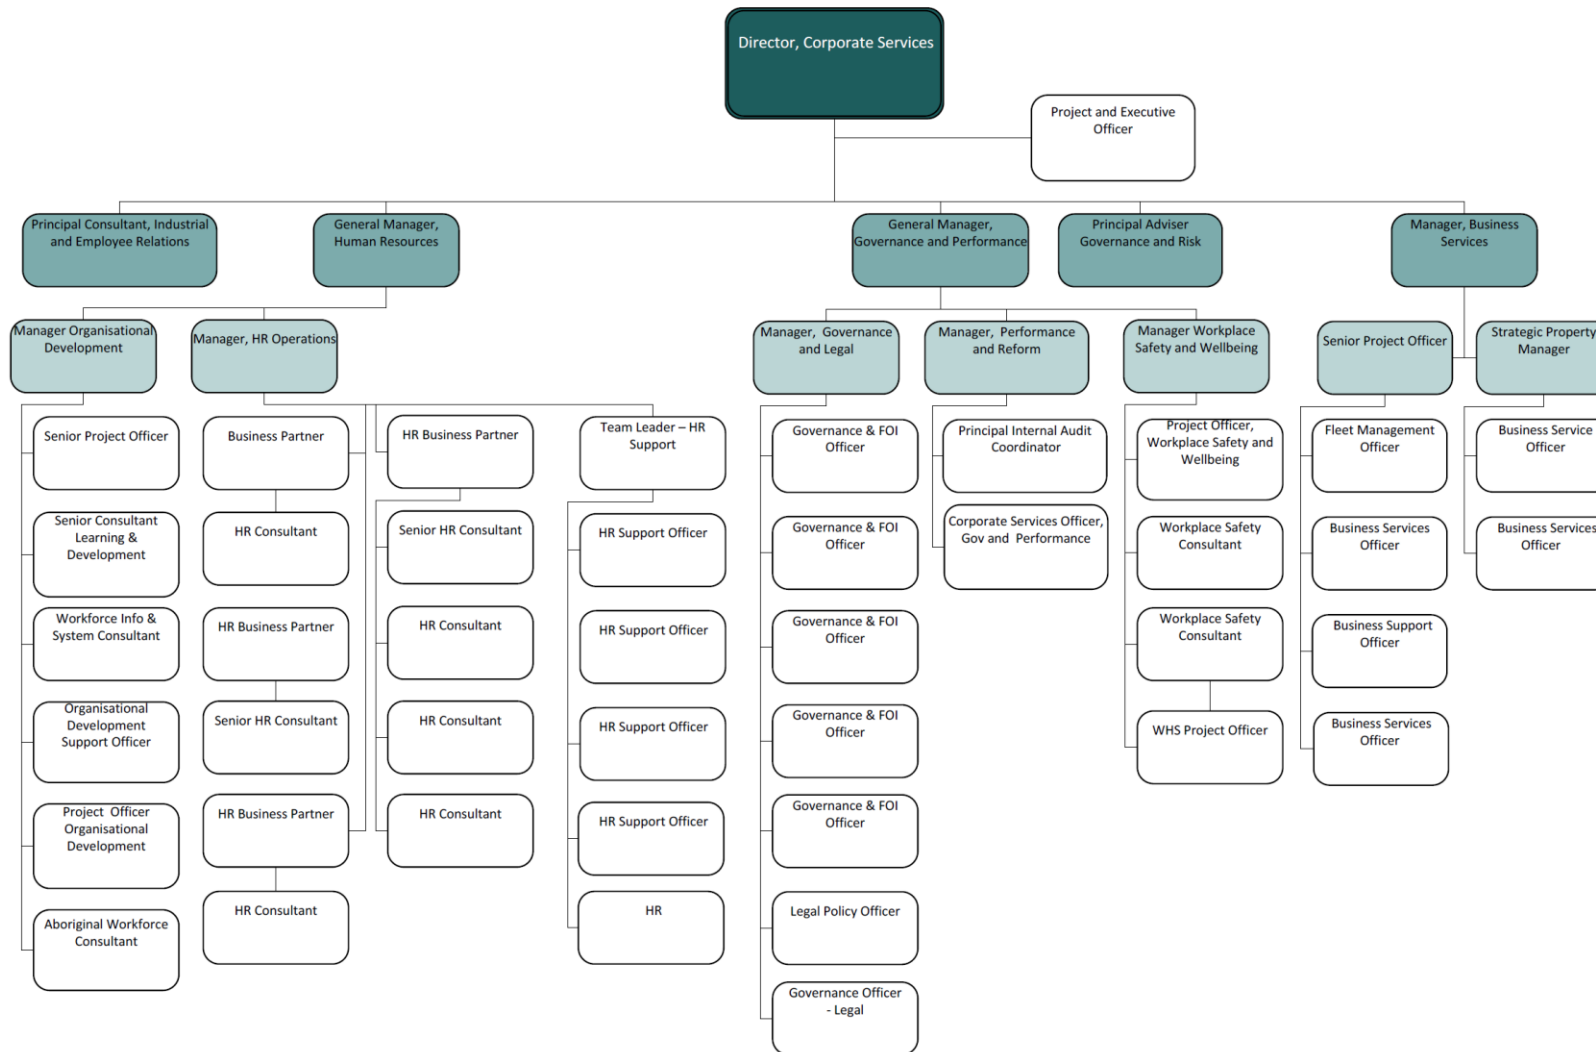 Director, Corporate Services
Project and Executive
Officer
Principal Consultant, Industrial
and Employee Relations
General Manager,
Human Resources
General Manager,
Governance and Performance
Principal Adviser
Governance and Risk
Manager, Business
Services
Manager Organisational
Development
Manager, HR Operations
Manager, Governance
and Legal
Manager, Performance
and Reform
Manager Workplace
Safety and Wellbeing
Senior Project Officer
Strategic Property
Manager
Senior Project Officer
Senior Consultant
Learning &
Development
Workforce Info &
System Consultant
Organisational
Development
Support Officer
Project Officer
Organisational
Development
Aboriginal Workforce
Consultant
Business Partner
HR Consultant
HR Business Partner
Senior HR Consultant
HR Business Partner
HR Consultant
HR Business Partner
Senior HR Consultant
HR Consultant
HR Consultant
HR Consultant
Team Leader – HR
Support
HR Support Officer
HR Support Officer
HR Support Officer
HR Support Officer
HR
Governance & FOI
Officer
Governance & FOI
Officer
Governance & FOI
Officer
Governance & FOI
Officer
Governance & FOI
Officer
Legal Policy Officer
Governance Officer
- Legal
Principal Internal Audit
Coordinator
Corporate Services Officer,
Gov and Performance
Project Officer,
Workplace Safety and
Wellbeing
Workplace Safety
Consultant
Workplace Safety
Consultant
WHS Project Officer
Fleet Management
Officer
Business Services
Officer
Business Support
Officer
Business Services
Officer
Business Service
Officer
Business Services
Officer